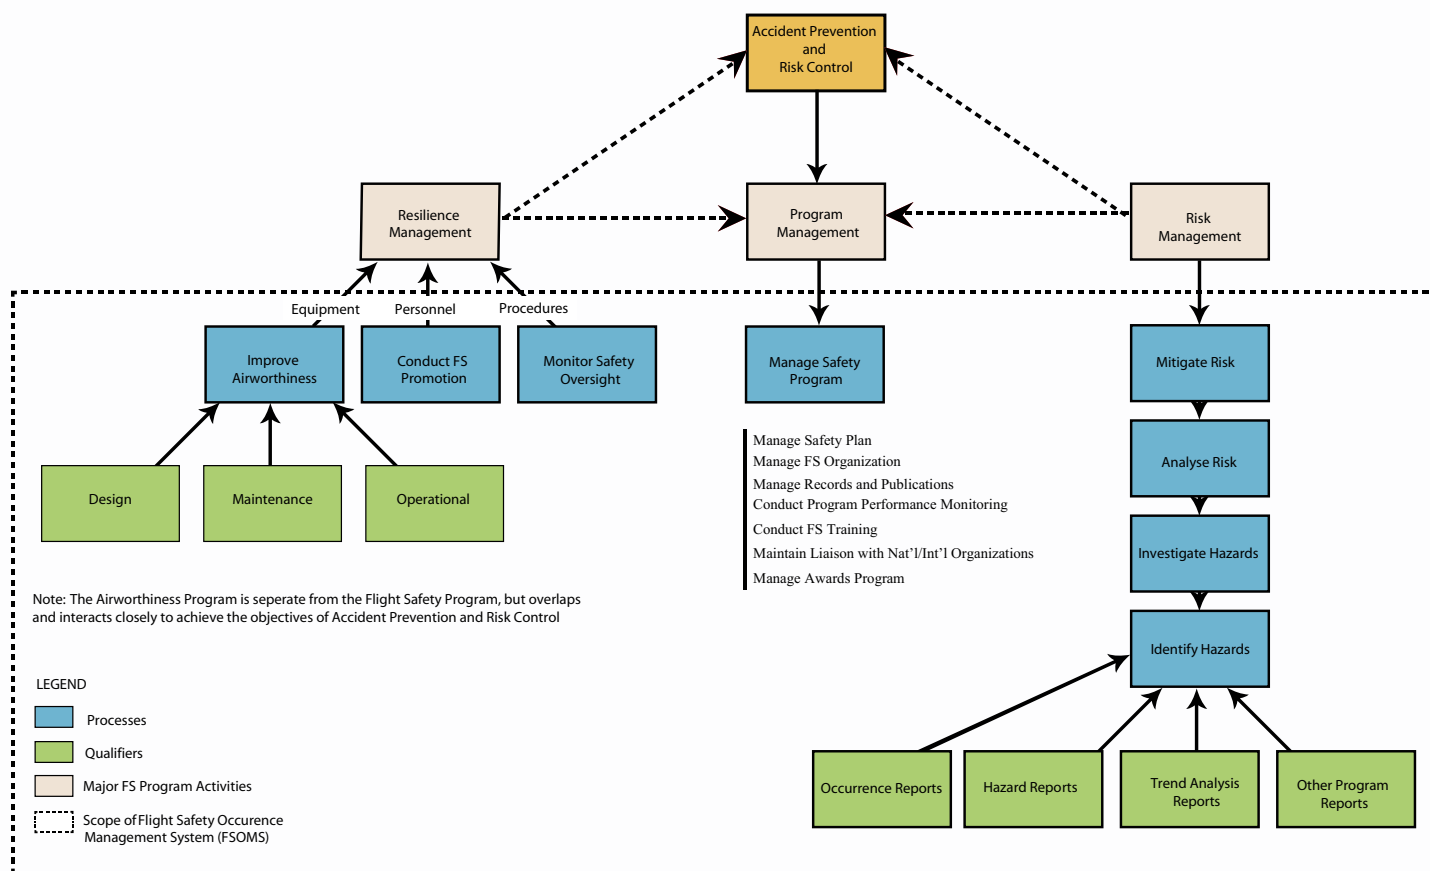 Accident Prevention
and
Risk Control
Resilience
Management
Program
Management
Risk
Management
Equipment
Personnel
Procedures
Improve
Airworthiness
Conduct FS
Promotion
Monitor Safety
Oversight
Manage Safety
Program
Mitigate Risk
Analyse Risk
Investigate Hazards
Identify Hazards
Design
Maintenance
Operational
Manage Safety Plan
Manage FS Organization
Manage Records and Publications
Conduct Program Performance Monitoring
Conduct FS Training
Maintain Liaison with Nat'l/Int'l Organizations
Manage Awards Program
Note: The Airworthiness Program is seperate from the Flight Safety Program, but overlaps
and interacts closely to achieve the objectives of Accident Prevention and Risk Control
LEGEND
Processes
Qualifiers
Major FS Program Activities
Scope of Flight Safety Occurence
Management System (FSOMS)
Occurrence Reports
Hazard Reports
Trend Analysis
Reports
Other Program
Reports